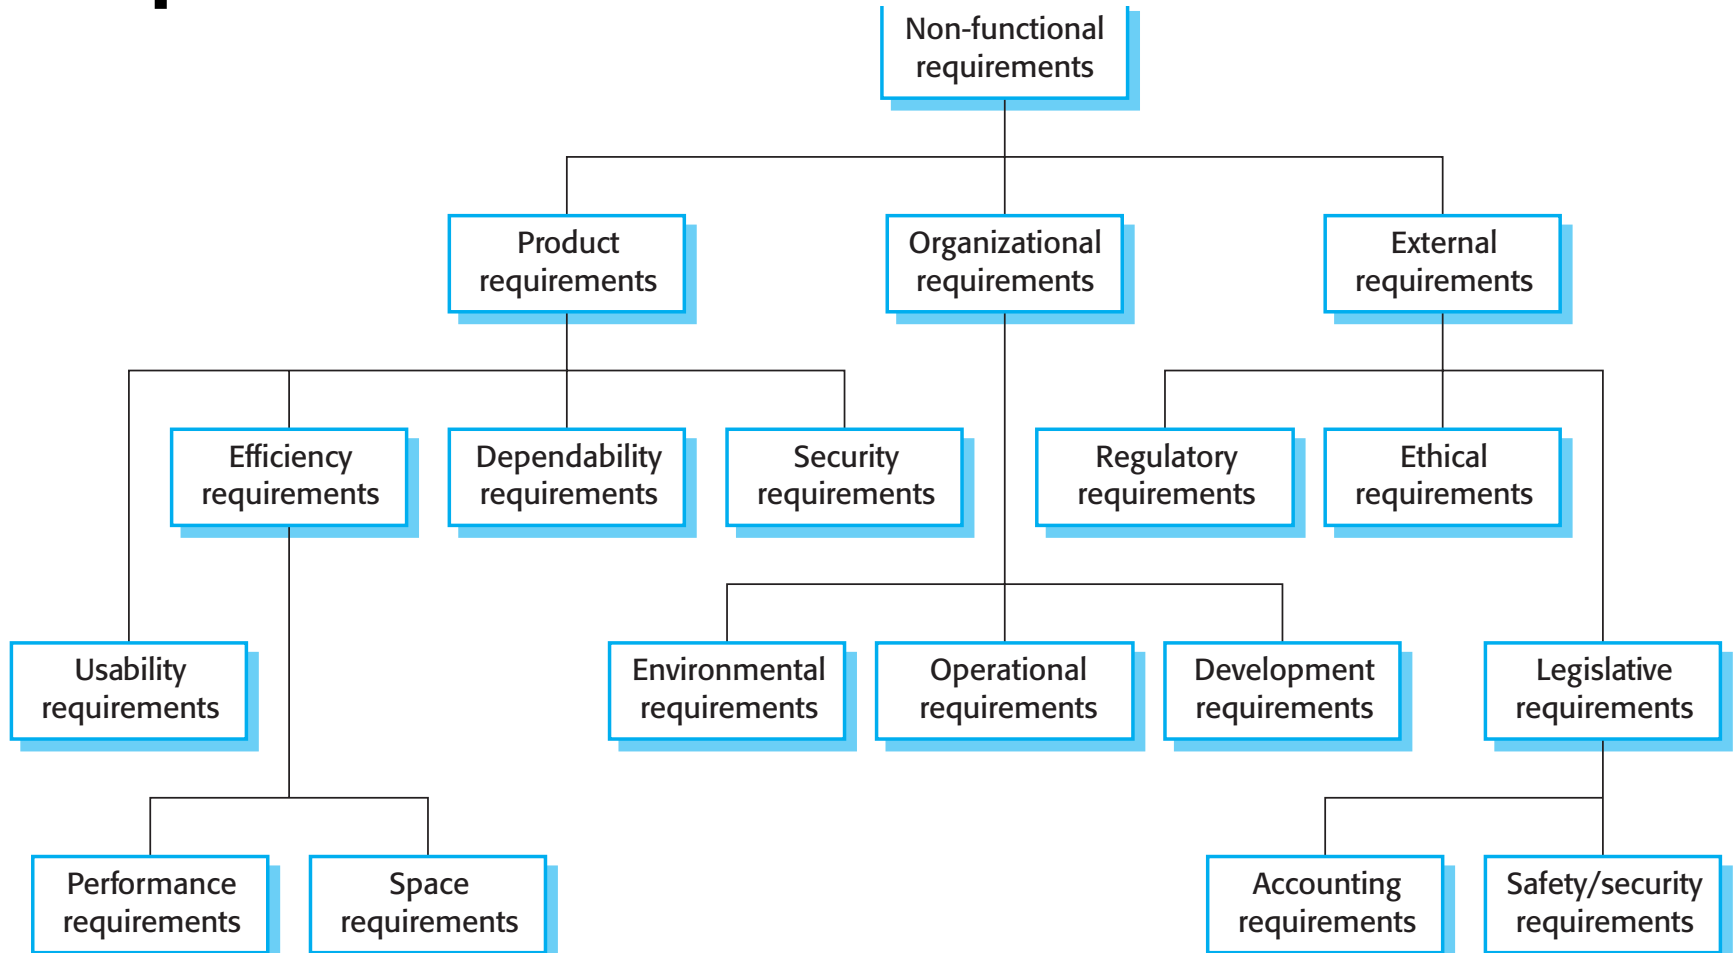 Non-functional
requirements
Product
requirements
Organizational
requirements
External
requirements
Efficiency
requirements
Dependability
requirements
Security
requirements
Regulatory
requirements
Ethical
requirements
Usability
requirements
Environmental
requirements
Operational
requirements
Development
requirements
Legislative
requirements
Performance
requirements
Space
requirements
Accounting
requirements
Safety/security
requirements